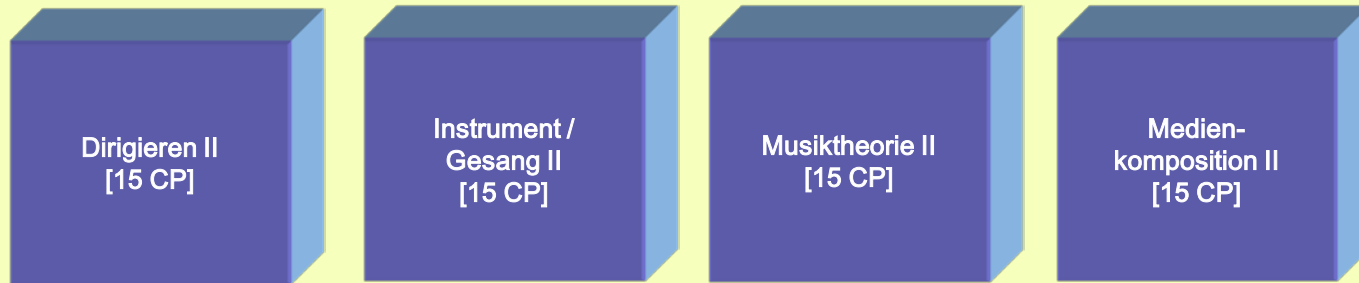 Dirigieren II
[15 CP]
Instrument /
Gesang II
[15 CP]
Musiktheorie II
[15 CP]
Medien-
komposition II
[15 CP]